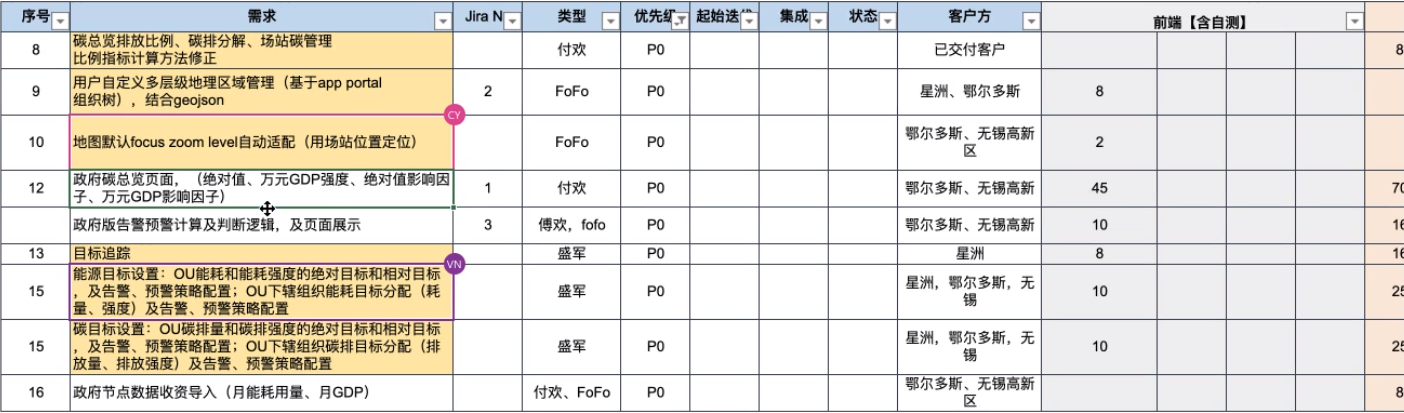 序号 需求 Jira N 类型 优先级 起始迭代 集成 状态 客户方 前端【含自测】
8 碳总览排放比例、碳排分解、场站碳管理
比例指标计算方法修正 付欢 P0 已交付客户 8
9 用户自定义多层级地理区域管理（基于app portal
组织树），结合geojson 2 FoFo P0 星洲、鄂尔多斯 8
CY
10 地图默认focus zoom level自动适配（用场站位置定位） FoFo P0 鄂尔多斯、无锡高新
区 2
12 政府碳总览页面，（绝对值、万元GDP强度、绝对值影响因
子、万元GDP影响因子） 1 付欢 P0 鄂尔多斯、无锡高新 45 70
政府版告警预警计算及判断逻辑，及页面展示 3 傅欢，fofo P0 鄂尔多斯、无锡高新 10 16
13 目标追踪 盛军 P0 星洲 8 16
VN
15 能源目标设置：OU能耗和能耗强度的绝对目标和相对目标
，及告警、预警策略配置；OU下辖组织能耗目标分配（耗
量、强度）及告警、预警策略配置 盛军 P0 星洲，鄂尔多斯，无
锡 10 25
15 碳目标设置：OU碳排量和碳排强度的绝对目标和相对目标
，及告警、预警策略配置；OU下辖组织碳排目标分配（排
放量、排放强度）及告警、预警策略配置 盛军 P0 星洲，鄂尔多斯，无
锡 10 25
16 政府节点数据收资导入（月能耗用量、月GDP） 付欢、FoFo P0 鄂尔多斯、无锡高新
区 8